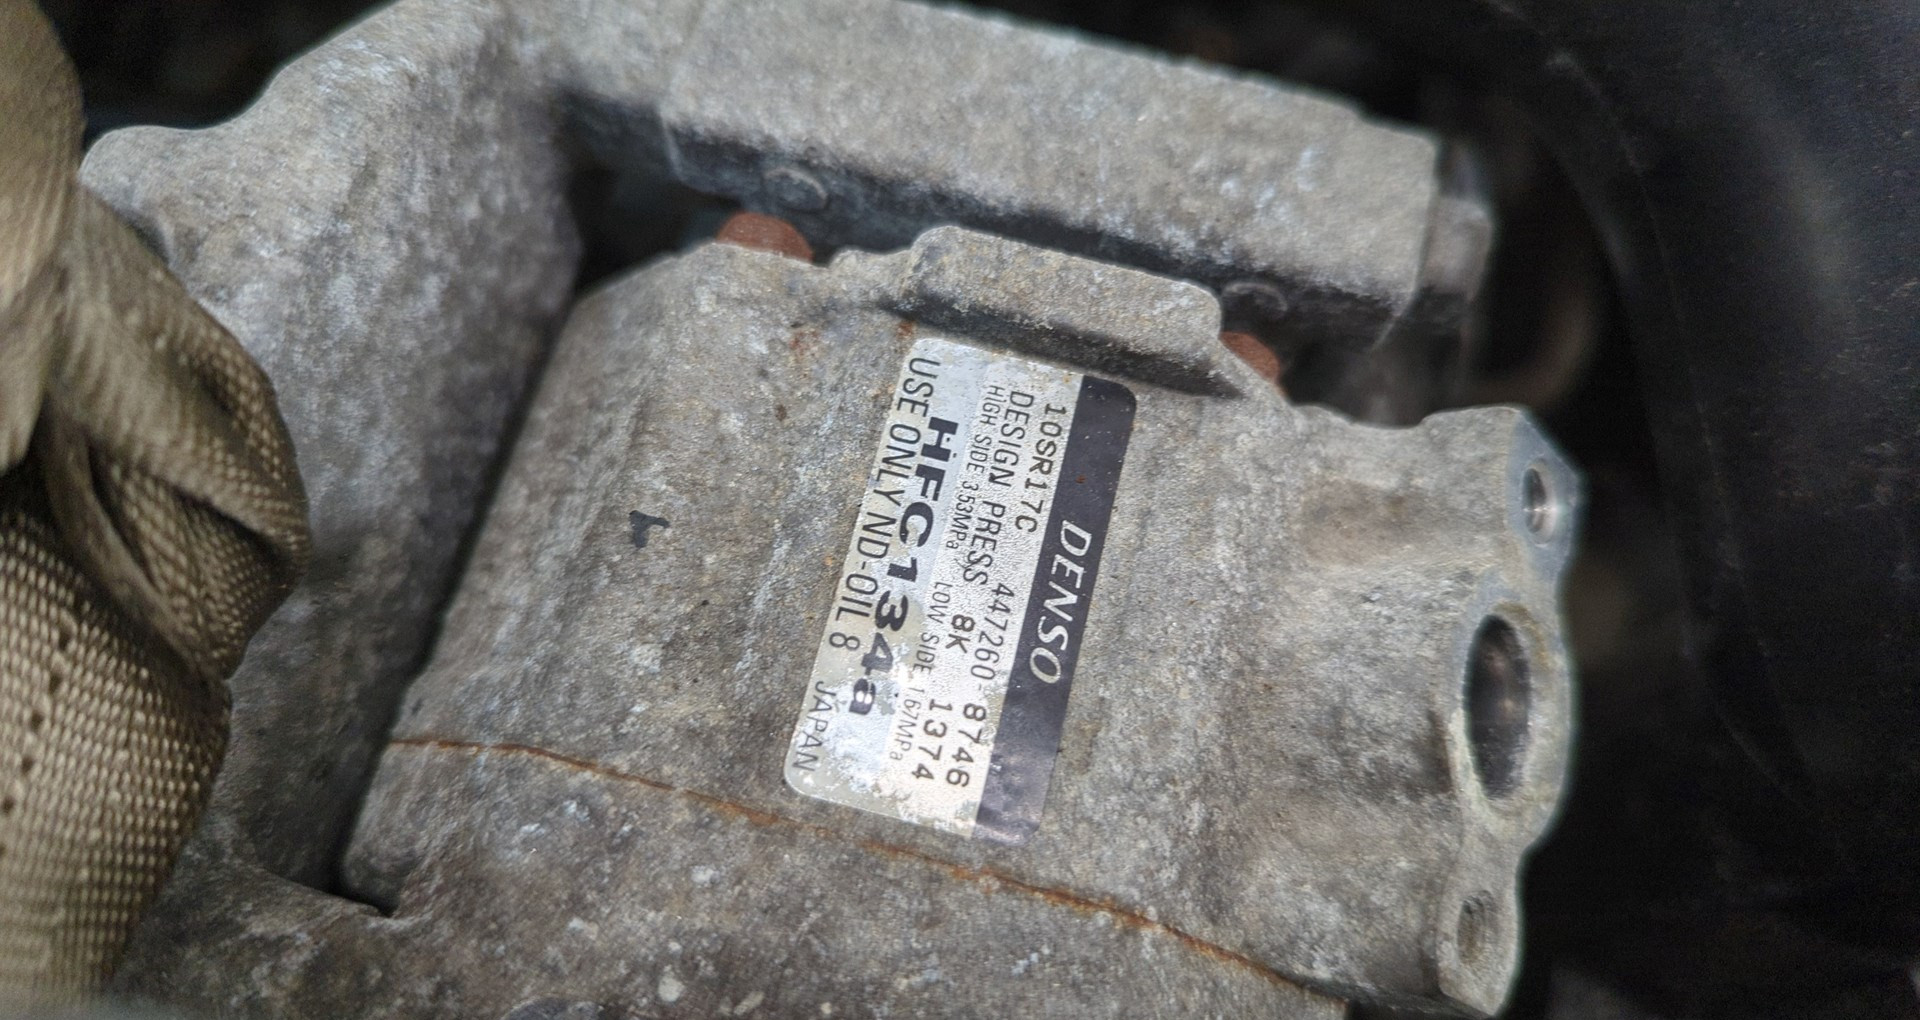 DENSO
10SR17C 447260-8746
DESIGN PRESS 8K 1374
HIGH SIDE 3.53MPa LOW SIDE 1.67MPa
HFC134a
USE ONLY ND-OIL 8 JAPAN